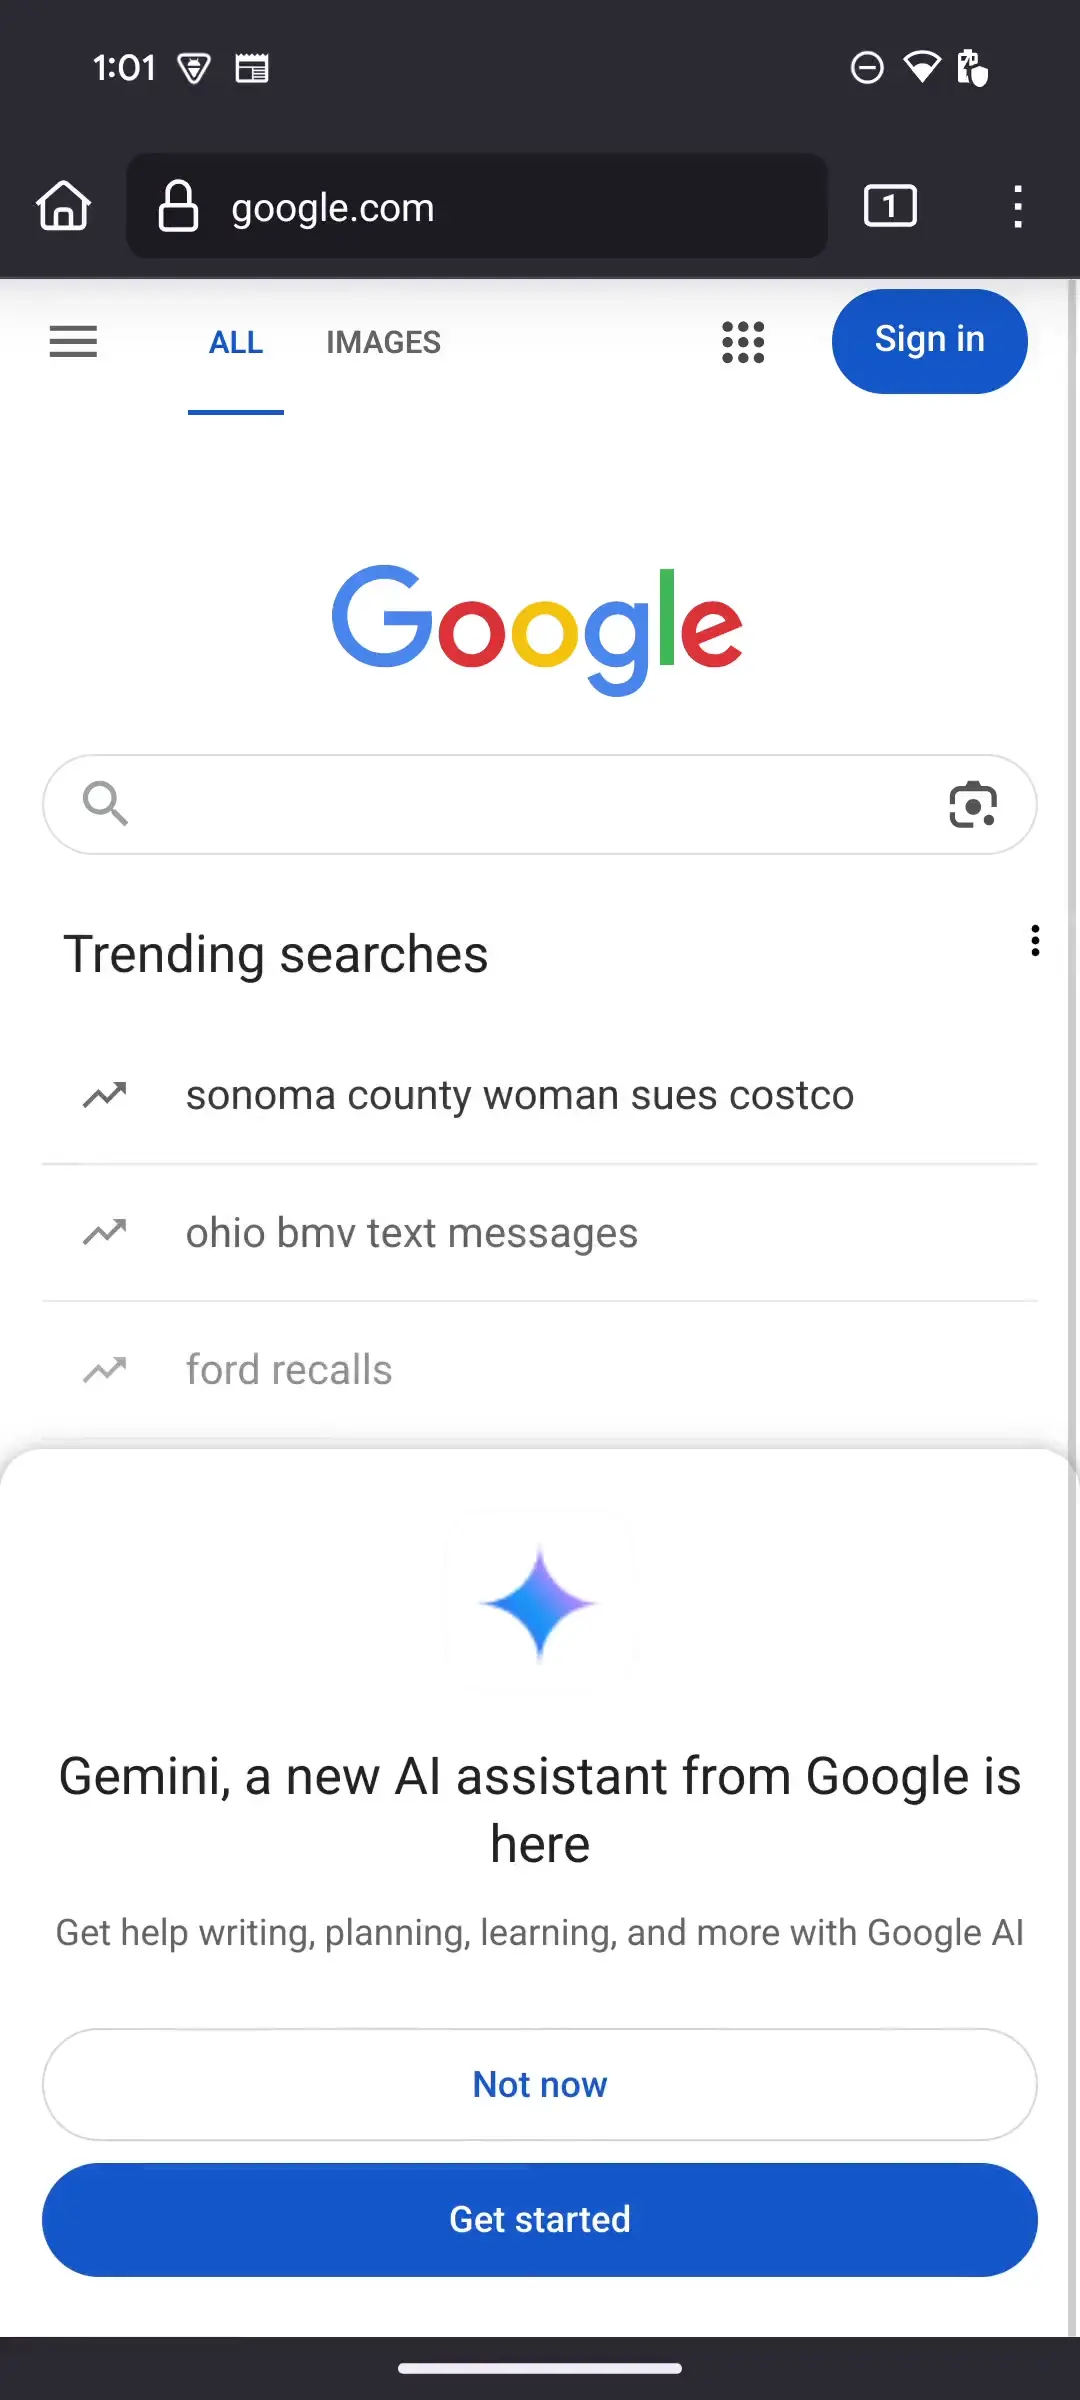 1:01
google.com
1
ALL IMAGES Sign in
Google
Trending searches
sonoma county woman sues costco
ohio bmv text messages
ford recalls
Gemini, a new AI assistant from Google is
here
Get help writing, planning, learning, and more with Google AI
Not now
Get started